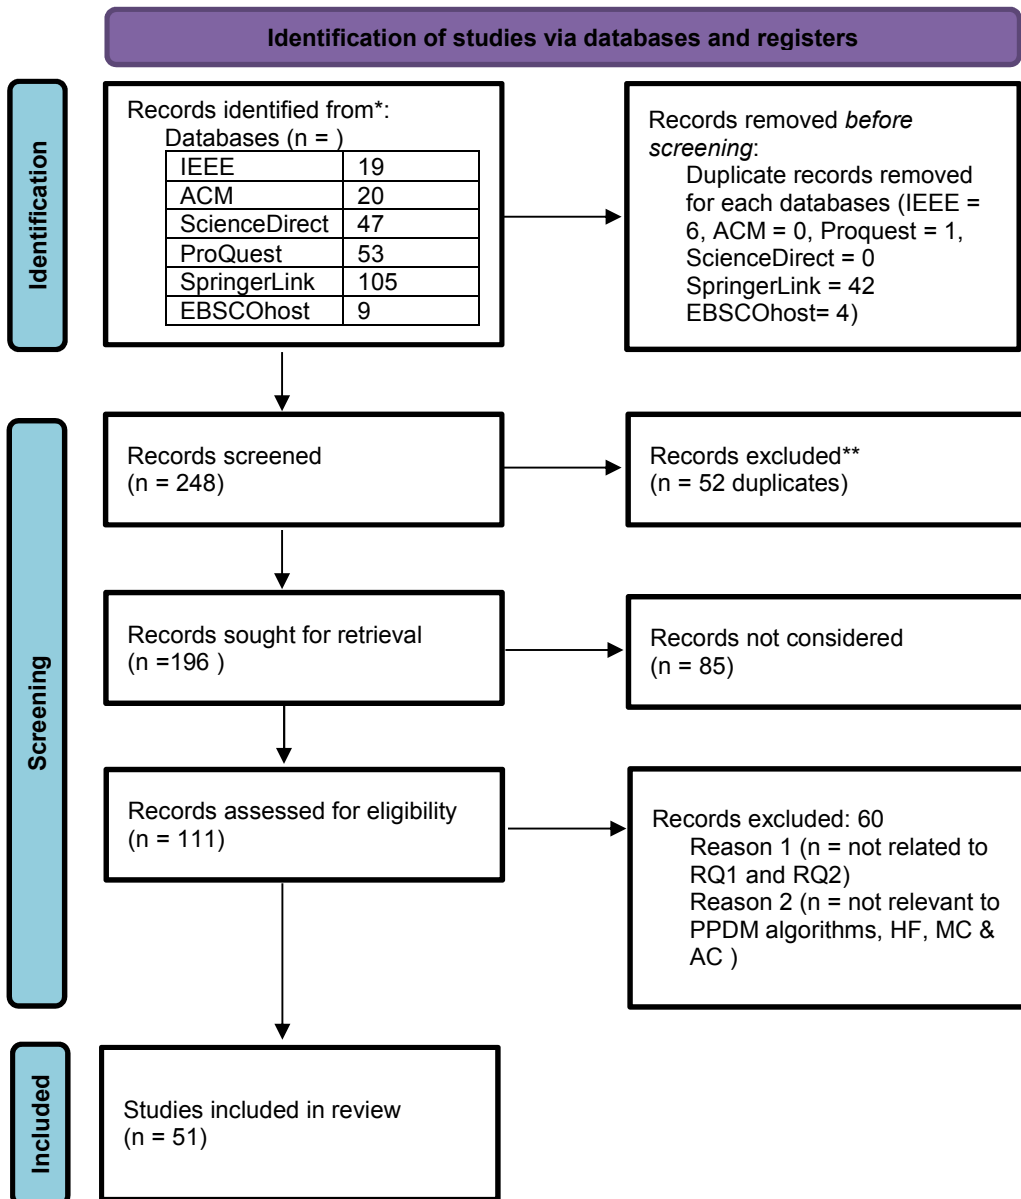 Identification of studies via databases and registers
Identification
Records identified from*:
Databases (n = )
IEEE 19
ACM 20
ScienceDirect 47
ProQuest 53
SpringerLink 105
EBSCOhost 9
Records removed before
screening:
Duplicate records removed
for each databases (IEEE =
6, ACM = 0, Proquest = 1,
ScienceDirect = 0
SpringerLink = 42
EBSCOhost= 4)
Screening
Records screened
(n = 248)
Records excluded**
(n = 52 duplicates)
Records sought for retrieval
(n =196 )
Records not considered
(n = 85)
Records assessed for eligibility
(n = 111)
Records excluded: 60
Reason 1 (n = not related to
RQ1 and RQ2)
Reason 2 (n = not relevant to
PPDM algorithms, HF, MC &
AC )
Included
Studies included in review
(n = 51)